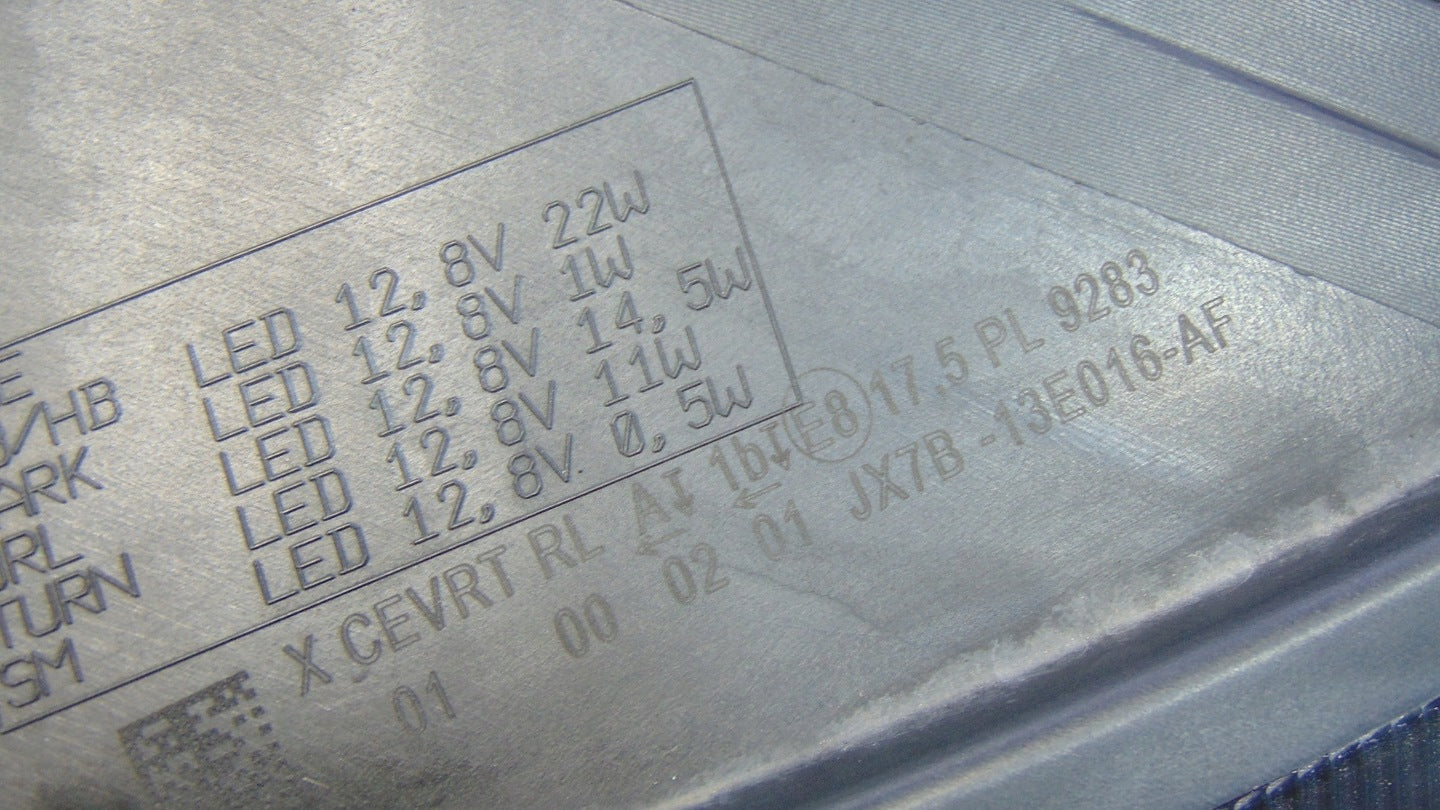 E LED 12,8V 22W
/HB LED 12,8V 1W
ARK LED 12,8V 14,5W
RL LED 12,8V 11W
TURN LED 12,8V 0,5W
SM
X CEVRT RL AI 1bI E8 17.5 PL 9283
01 00 02 01 JX7B-13E016-AF